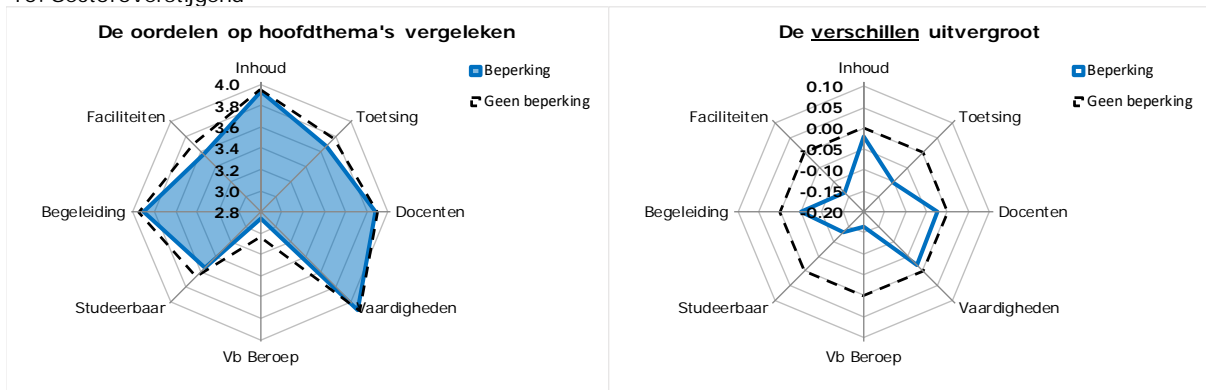 De oordelen op hoofdthema's vergeleken
Inhoud
Beperking
Geen beperking
4.0
3.8
3.6
3.4
3.2
3.0
2.8
Faciliteiten
Toetsing
Begeleiding
Docenten
Studeerbaar
Vaardigheden
Vb Beroep
De verschillen uitvergroot
Inhoud
Beperking
Geen beperking
0.10
0.05
0.00
-0.05
-0.10
-0.15
-0.20
Faciliteiten
Toetsing
Begeleiding
Docenten
Studeerbaar
Vaardigheden
Vb Beroep